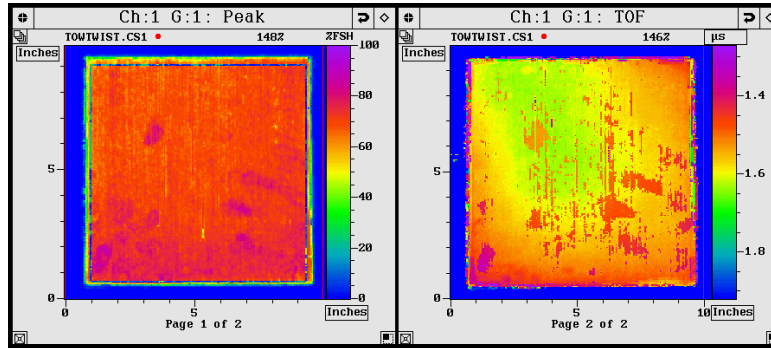 Ch:1 G:1: Peak
TOWTWIST.CS1 148% %FSH
Inches
100
80
60
40
20
0
5
0
0 5
Inches
Page 1 of 2
Ch:1 G:1: TOF
TOWTWIST.CS1 146% µs
Inches
-1.4
-1.6
-1.8
5
0
0 5 10
Inches
Page 2 of 2